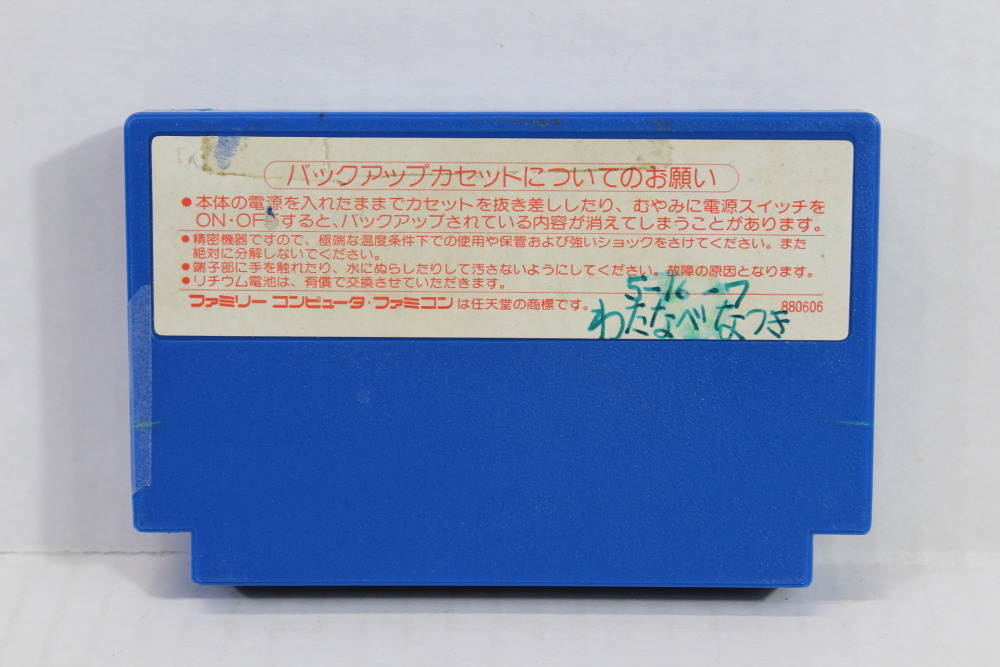 バックアップカセットについてのお願い
●本体の電源を入れたままでカセットを抜き差ししたり、むやみに電源スイッチを
ON・OFFすると、バックアップされている内容が消えてしまうことがあります。
●精密機器ですので、極端な温度条件下での使用や保管および強いショックをさけてください。また
絶対に分解しないでください。
●端子部に手を触れたり、水にぬらしたりして汚さないようにしてください。故障の原因となります。
●リチウム電池は、有償で交換させていただきます。
ファミリー コンピュータ・ファミコンは任天堂の商標です。
880606
5-16-7
わたなべなつき